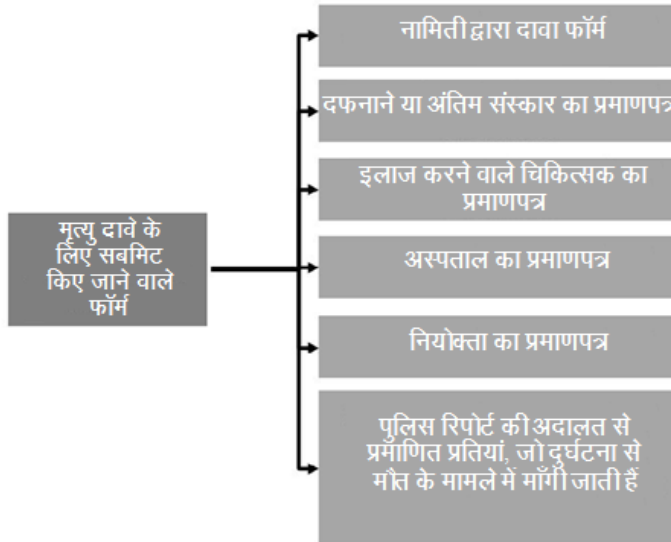 नामिती द्वारा दावा फॉर्म
दफनाने या अंतिम संस्कार का प्रमाणपत्र
इलाज करने वाले चिकित्सक का
प्रमाणपत्र
मृत्यु दावे के
लिए सबमिट
किए जाने वाले
फॉर्म
अस्पताल का प्रमाणपत्र
नियोक्ता का प्रमाणपत्र
पुलिस रिपोर्ट की अदालत से
प्रमाणित प्रतियां, जो दुर्घटना से
मौत के मामले में माँगी जाती हैं